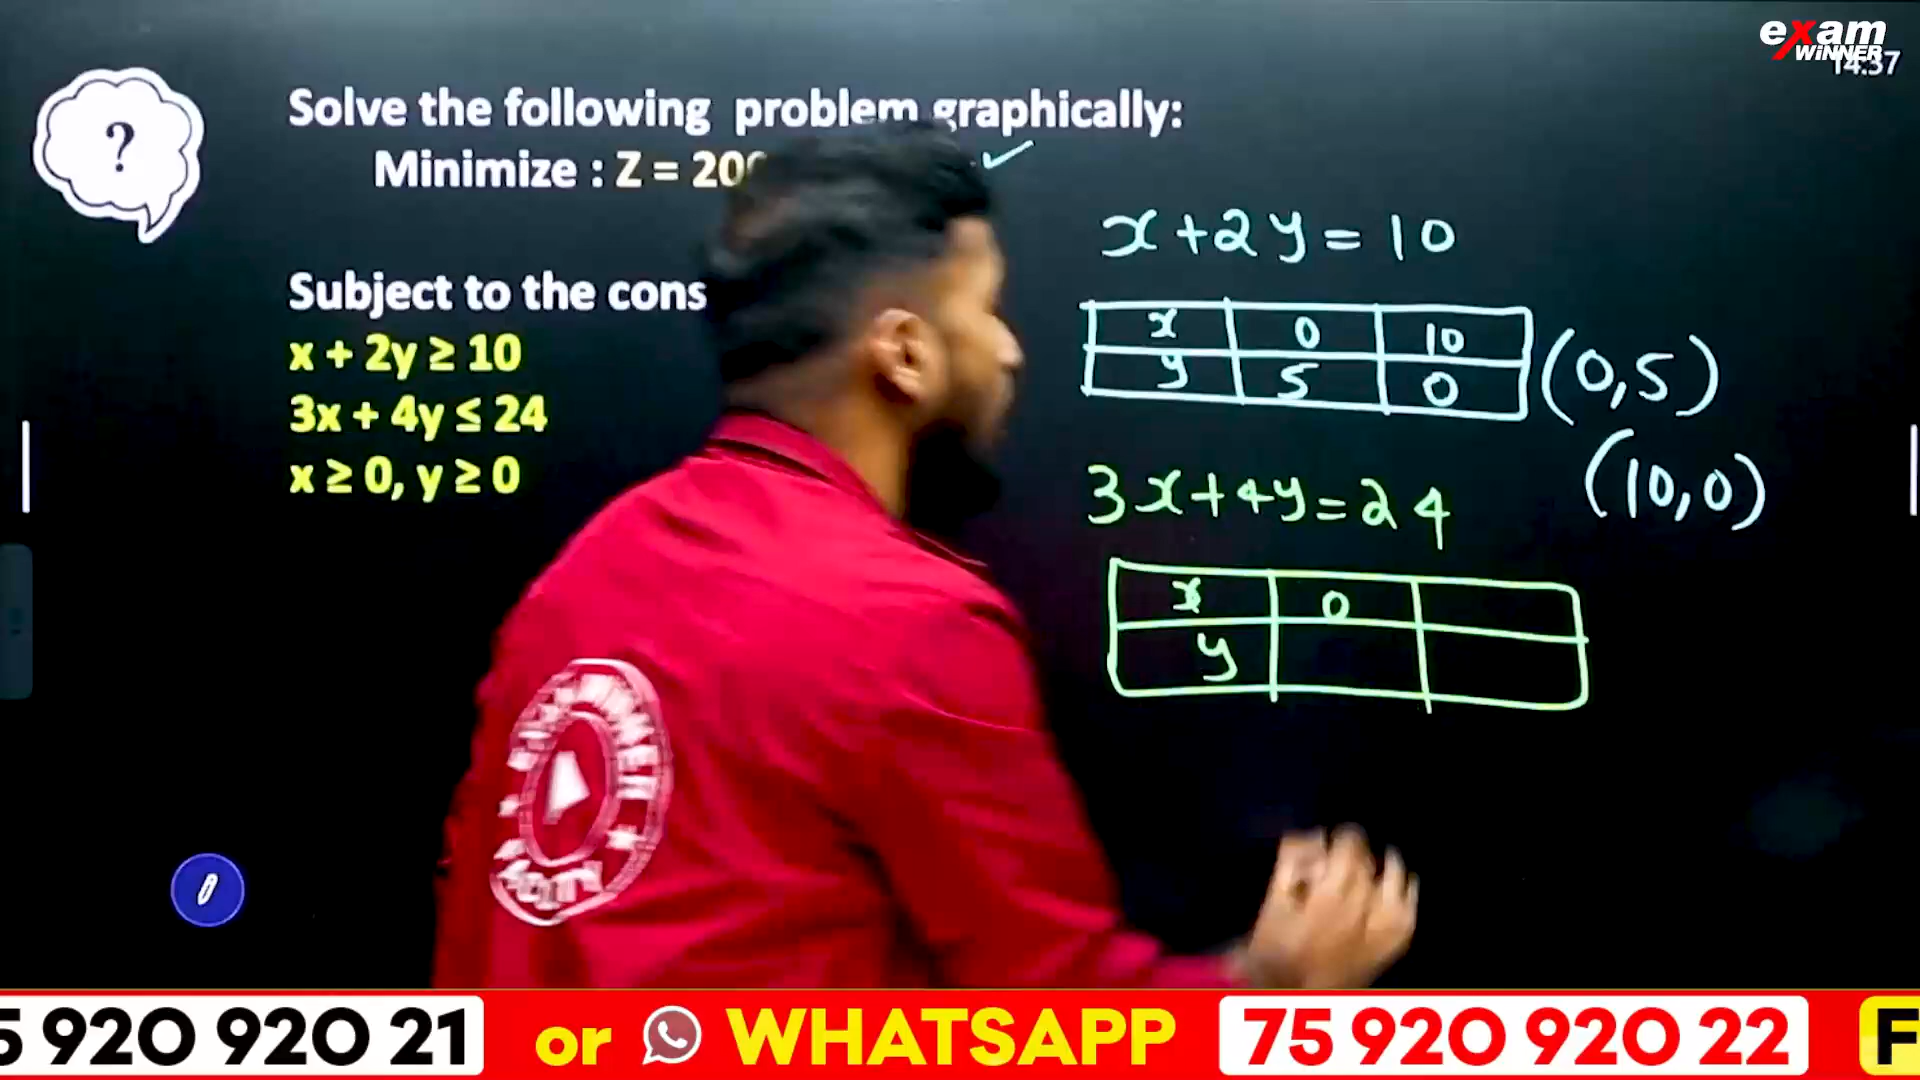 exam
WiNNER
14:37
?
Solve the following problem graphically:
Minimize : Z = 200
Subject to the cons
x + 2y ≥ 10
3x + 4y ≤ 24
x ≥ 0, y ≥ 0
x + 2y = 10
x 0 10
y 5 0
(0,5)
(10,0)
3x + 4y = 24
x 0
y
5 920 920 21 or WHATSAPP 75 920 920 22 F